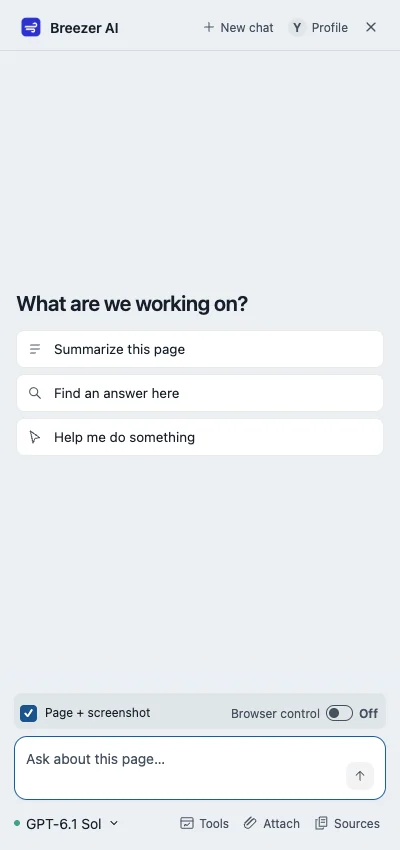 Breezer AI
New chat
Y Profile
What are we working on?
Summarize this page
Find an answer here
Help me do something
Page + screenshot
Browser control Off
Ask about this page...
GPT-6.1 Sol
Tools
Attach
Sources